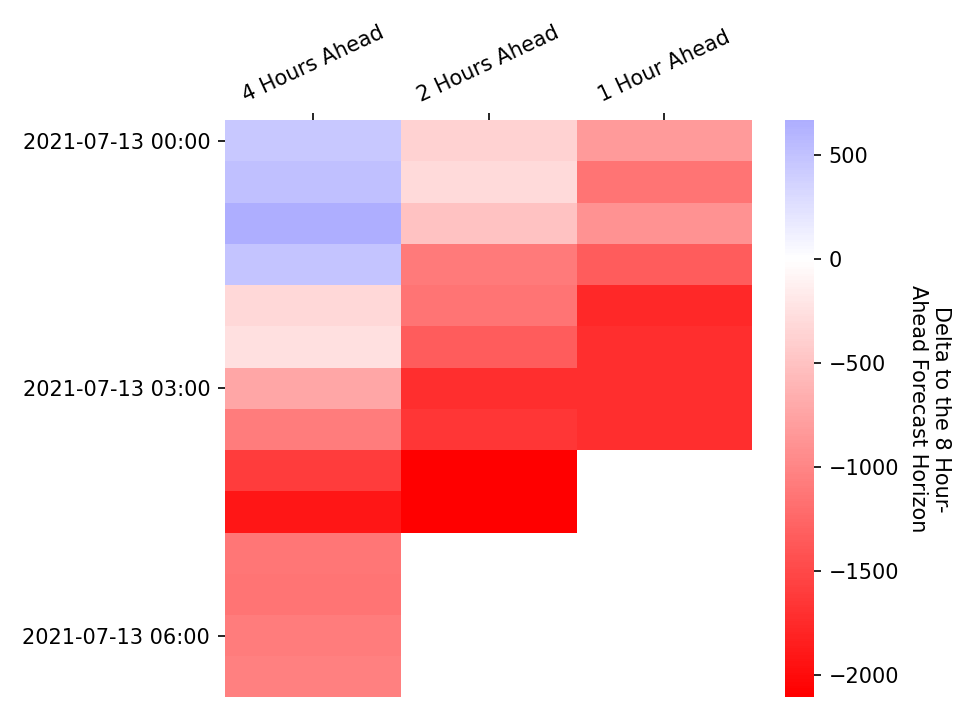 4 Hours Ahead
2 Hours Ahead
1 Hour Ahead
2021-07-13 00:00
2021-07-13 03:00
2021-07-13 06:00
500
0
−500
−1000
−1500
−2000
Delta to the 8 Hour-
Ahead Forecast Horizon